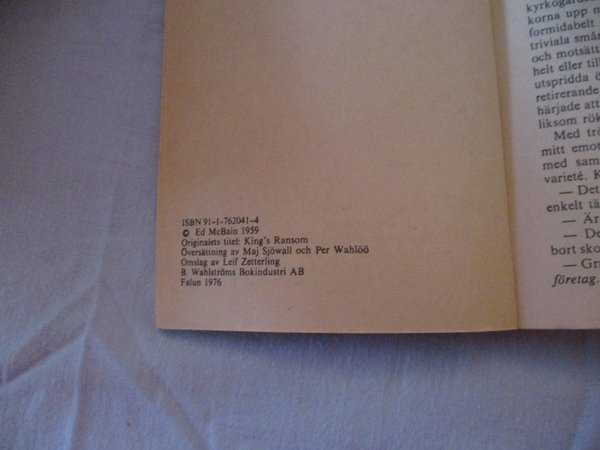 ISBN 91-1-762041-4
© Ed McBain 1959
Originalets titel: King's Ransom
Översättning av Maj Sjöwall och Per Wahlöö
Omslag av Leif Zetterling
B. Wahlströms Bokindustri AB
Falun 1976
korna upp m
formidabelt
triviala små
och motsätt
helt eller til
utspridda ö
retirerande
härjade att
liksom rök
Med trö
mitt emot
med sam
varieté. K
— Det
enkelt tä
— Är
— De
bort sko
— Gra
företag.